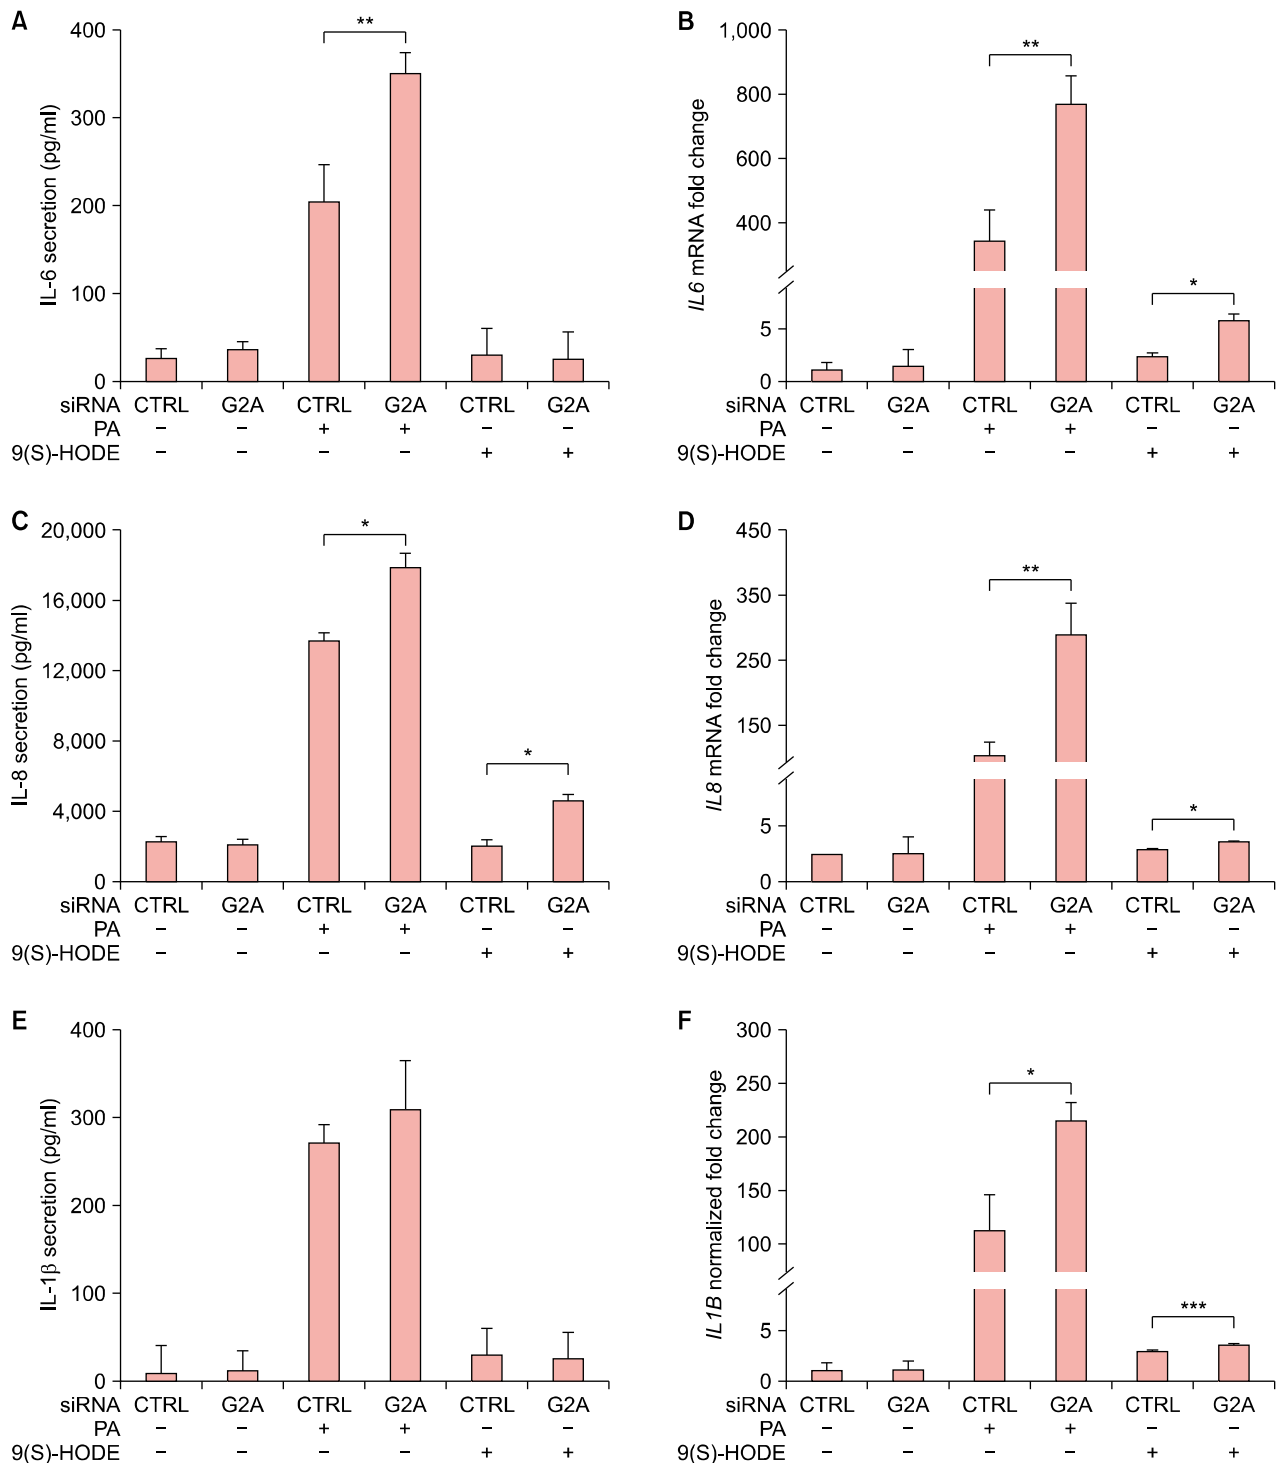 A
IL-6 secretion (pg/ml)
400
300
200
100
0
**
siRNA CTRL G2A CTRL G2A CTRL G2A
PA − − + + − −
9(S)-HODE − − − − + +
B
IL6 mRNA fold change
1,000
800
600
400
5
0
**
*
siRNA CTRL G2A CTRL G2A CTRL G2A
PA − − + + − −
9(S)-HODE − − − − + +
C
IL-8 secretion (pg/ml)
20,000
16,000
12,000
8,000
4,000
0
*
*
siRNA CTRL G2A CTRL G2A CTRL G2A
PA − − + + − −
9(S)-HODE − − − − + +
D
IL8 mRNA fold change
450
350
250
150
5
0
**
*
siRNA CTRL G2A CTRL G2A CTRL G2A
PA − − + + − −
9(S)-HODE − − − − + +
E
IL-1β secretion (pg/ml)
400
300
200
100
0
siRNA CTRL G2A CTRL G2A CTRL G2A
PA − − + + − −
9(S)-HODE − − − − + +
F
IL1B normalized fold change
300
250
200
150
100
5
0
*
***
siRNA CTRL G2A CTRL G2A CTRL G2A
PA − − + + − −
9(S)-HODE − − − − + +